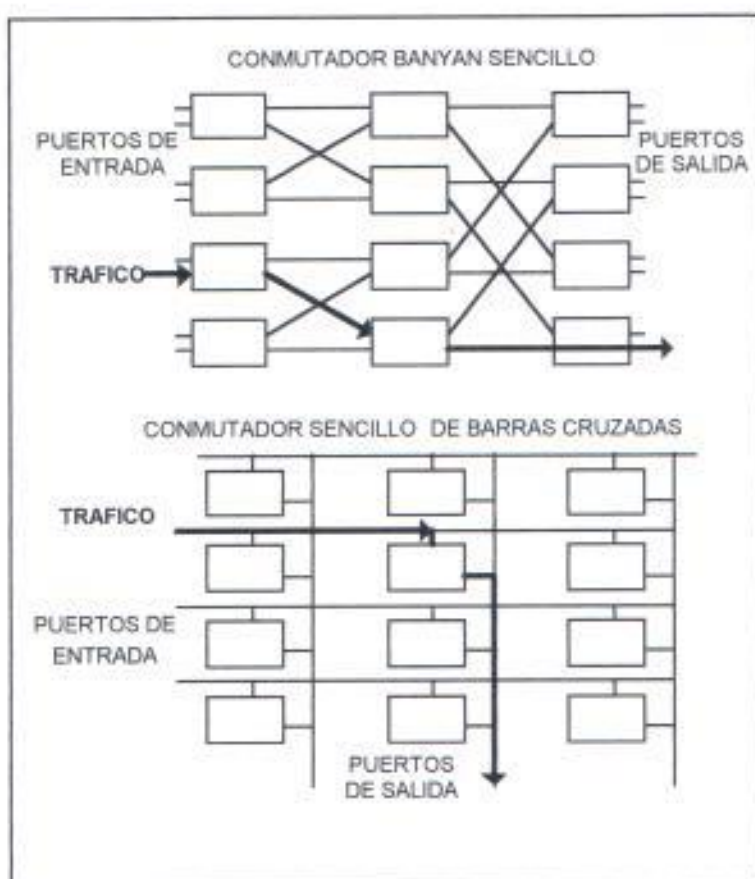 CONMUTADOR BANYAN SENCILLO
PUERTOS DE
ENTRADA
PUERTOS
DE SALIDA
TRAFICO
CONMUTADOR SENCILLO DE BARRAS CRUZADAS
TRAFICO
PUERTOS DE
ENTRADA
PUERTOS
DE SALIDA